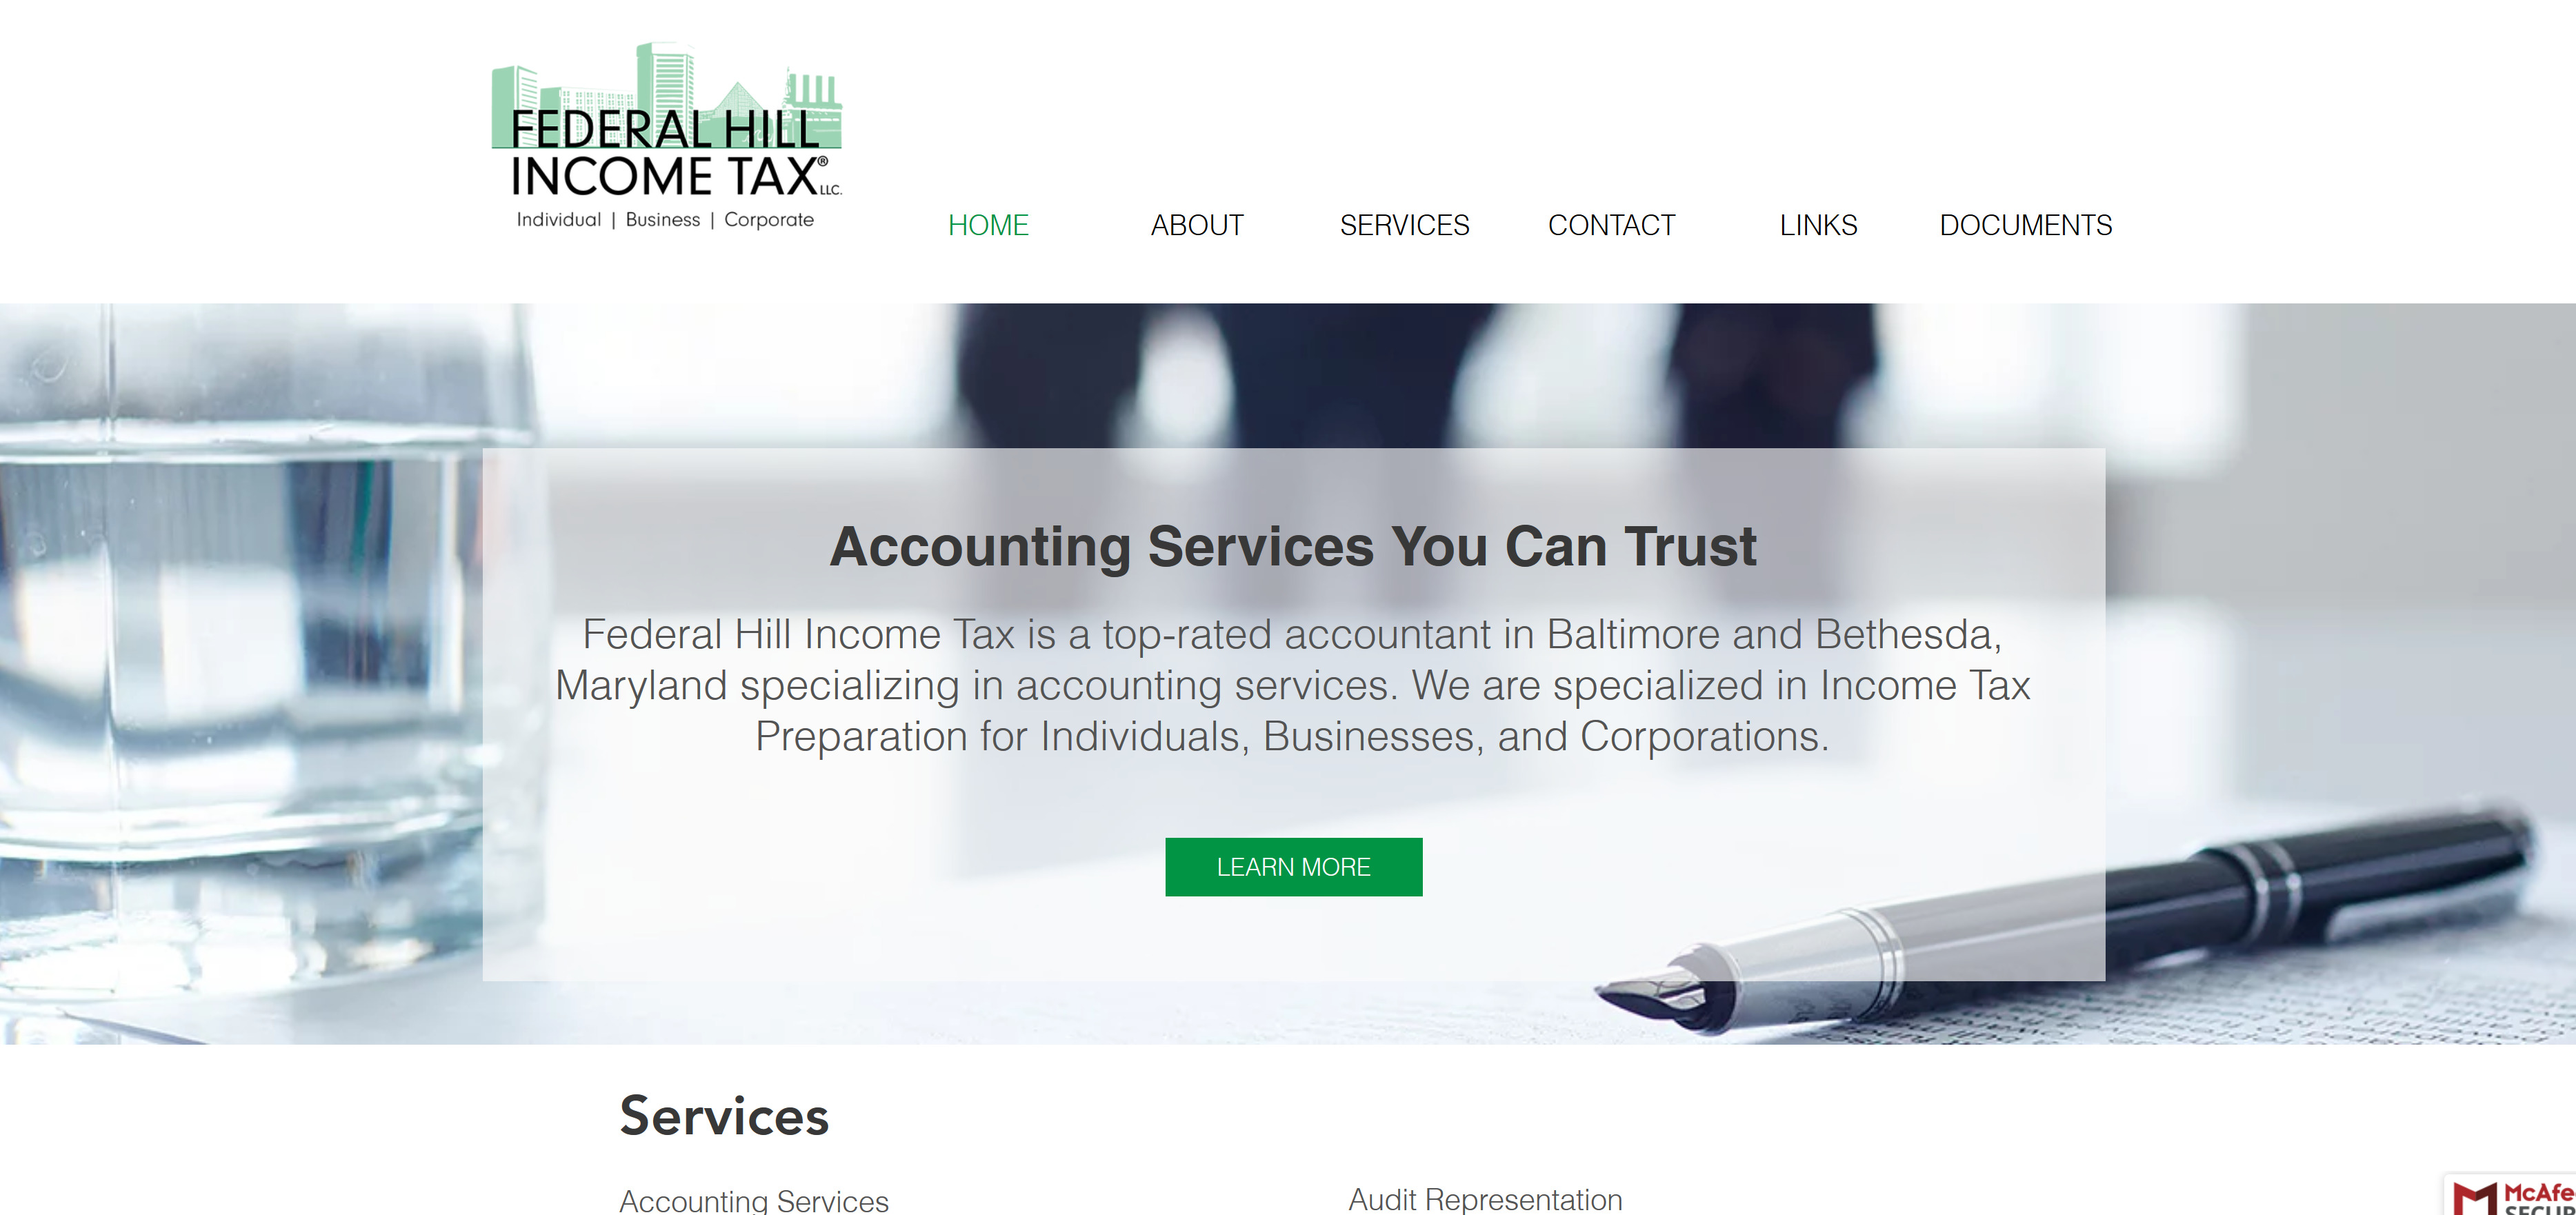 FEDERAL HILL
INCOME TAX® LLC.
Individual | Business | Corporate
HOME ABOUT SERVICES CONTACT LINKS DOCUMENTS
Accounting Services You Can Trust
Federal Hill Income Tax is a top-rated accountant in Baltimore and Bethesda,
Maryland specializing in accounting services. We are specialized in Income Tax
Preparation for Individuals, Businesses, and Corporations.
LEARN MORE
Services
Accounting Services
Audit Representation
McAfe